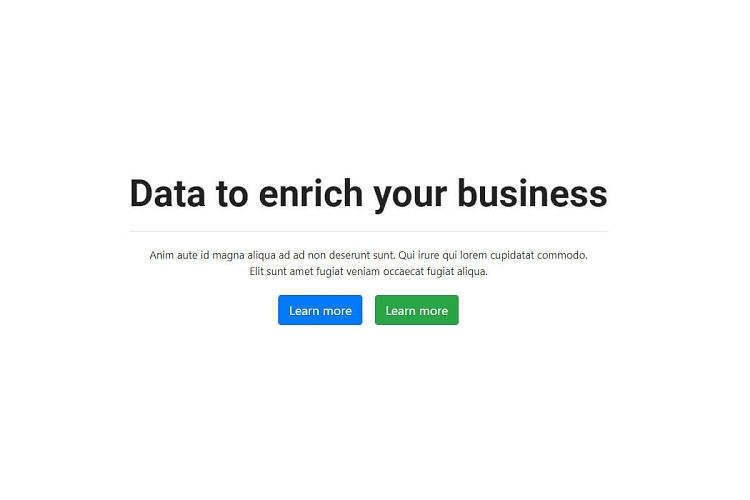 Data to enrich your business
Anim aute id magna aliqua ad ad non deserunt sunt. Qui irure qui lorem cupidatat commodo.
Elit sunt amet fugiat veniam occaecat fugiat aliqua.
Learn more Learn more